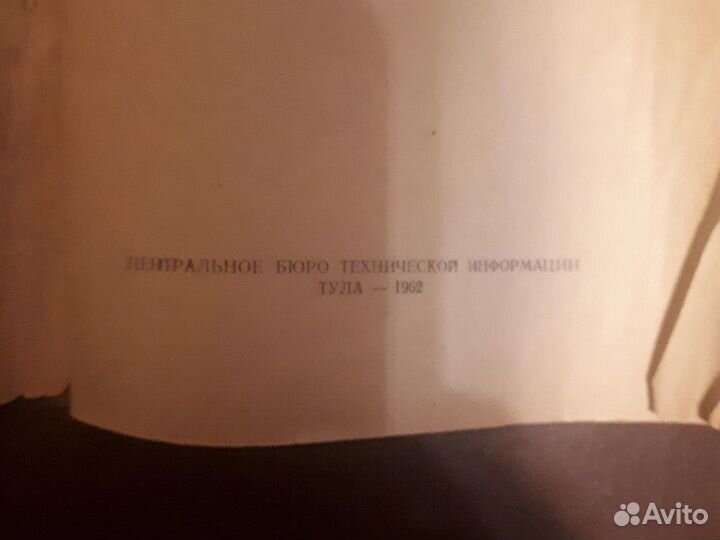 ЦЕНТРАЛЬНОЕ БЮРО ТЕХНИЧЕСКОЙ ИНФОРМАЦИИ
ТУЛА — 1962
Avito